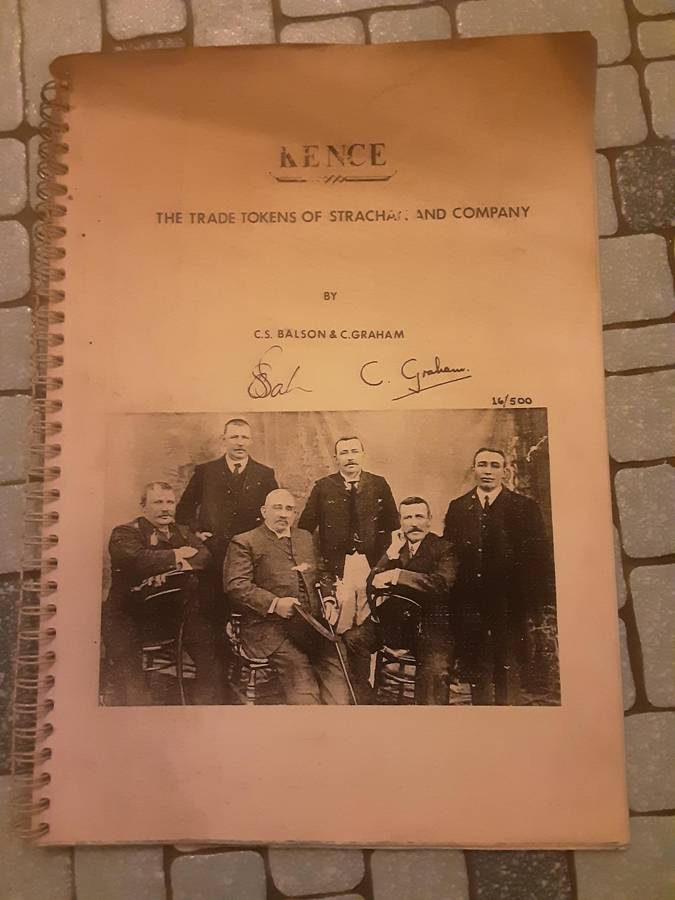 KENCE
THE TRADE TOKENS OF STRACHAN AND COMPANY
BY
C.S. BALSON & C.GRAHAM
C. Graham.
16/500